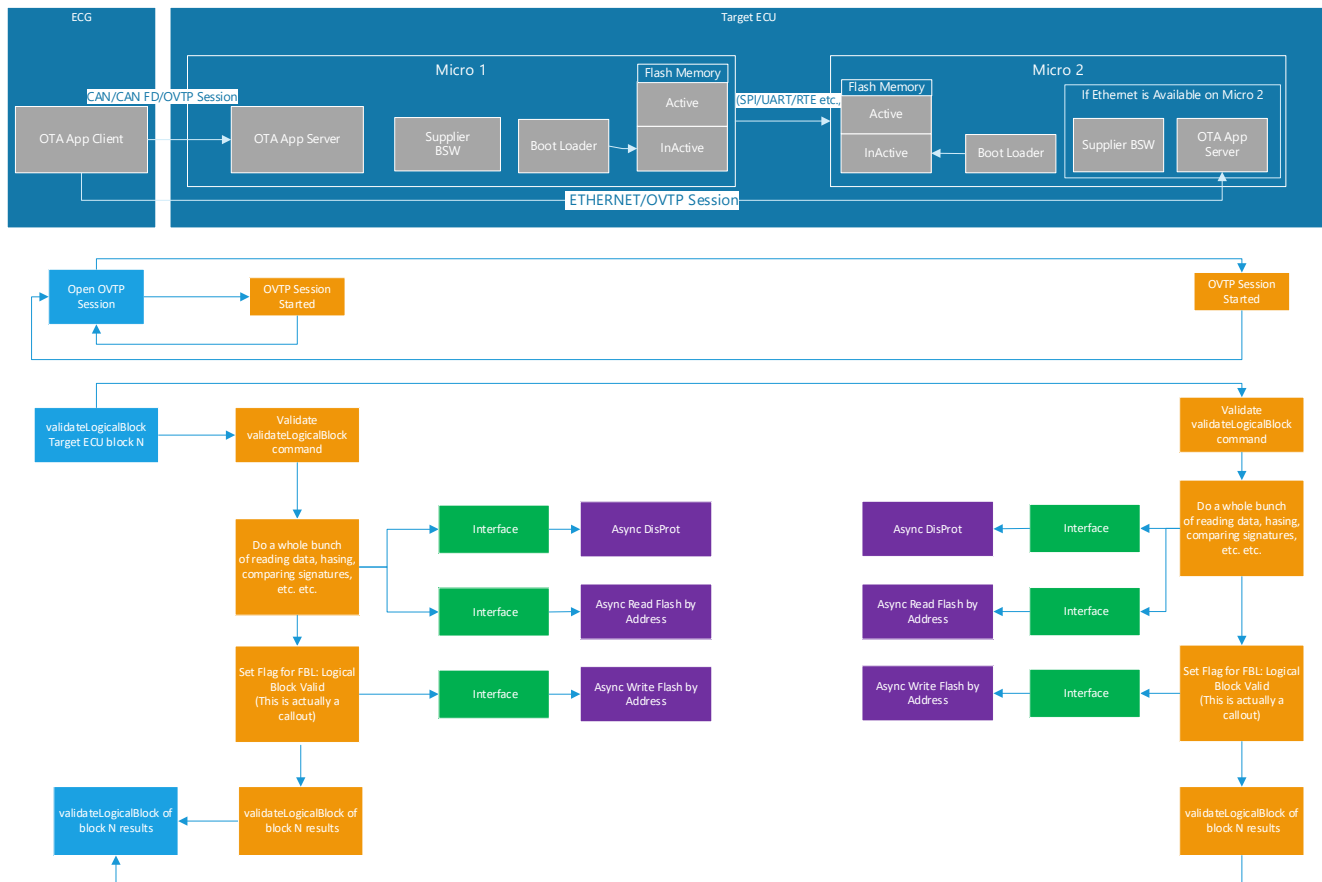 ECG
Target ECU
Micro 1
Micro 2
Flash Memory
Flash Memory
If Ethernet is Available on Micro 2
CAN/CAN FD/OVTP Session
(SPI/UART/RTE etc.,
Active
Active
OTA App Client
OTA App Server
Supplier
BSW
Boot Loader
InActive
InActive
Boot Loader
Supplier BSW
OTA App
Server
ETHERNET/OVTP Session
Open OVTP
Session
OVTP Session
Started
OVTP Session
Started
validateLogicalBlock
Target ECU block N
Validate
validateLogicalBlock
command
Validate
validateLogicalBlock
command
Do a whole bunch
of reading data, hasing,
comparing signatures,
etc. etc.
Interface
Async DisProt
Async DisProt
Interface
Do a whole bunch
of reading data, hasing,
comparing signatures,
etc. etc.
Interface
Async Read Flash by
Address
Async Read Flash by
Address
Interface
Set Flag for FBL: Logical
Block Valid
(This is actually a
callout)
Interface
Async Write Flash by
Address
Async Write Flash by
Address
Interface
Set Flag for FBL: Logical
Block Valid
(This is actually a
callout)
validateLogicalBlock of
block N results
validateLogicalBlock of
block N results
validateLogicalBlock of
block N results